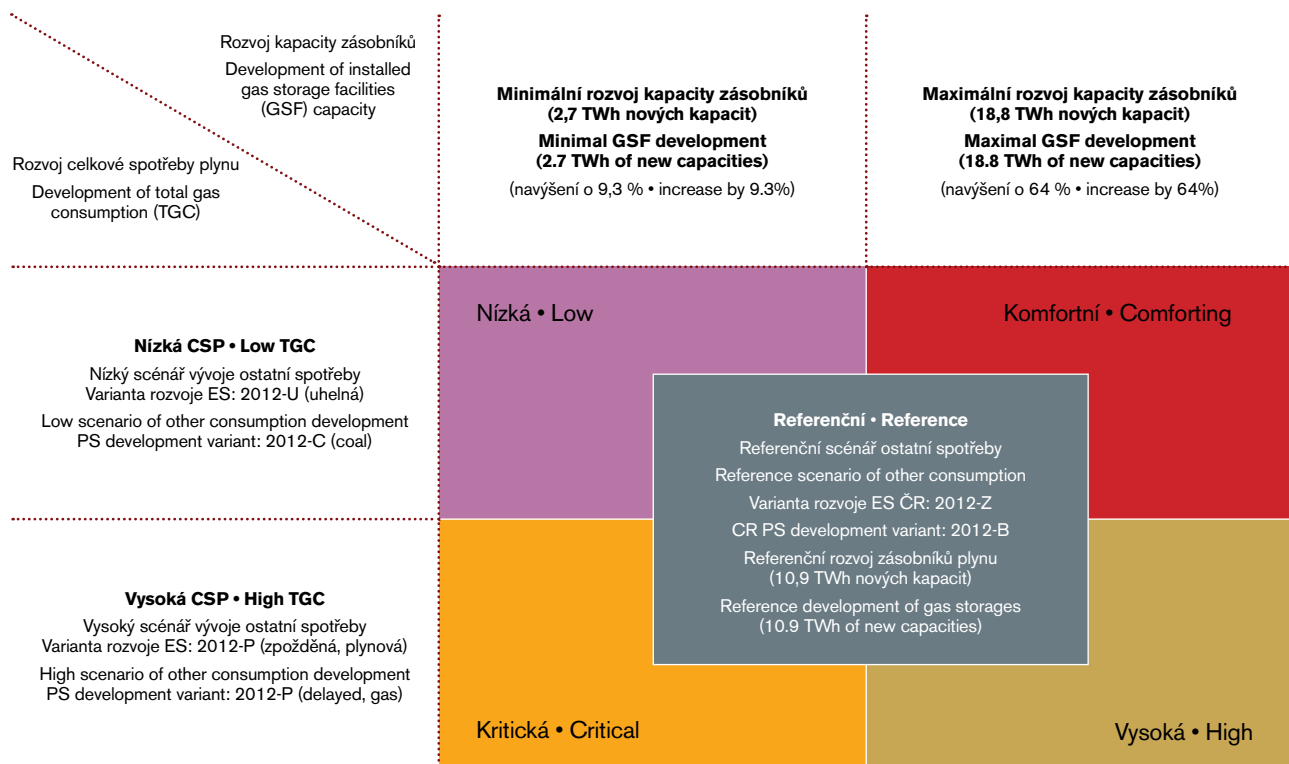 Rozvoj kapacity zásobníků
Development of installed
gas storage facilities
(GSF) capacity
Rozvoj celkové spotřeby plynu
Development of total gas
consumption (TGC)
Minimální rozvoj kapacity zásobníků
(2,7 TWh nových kapacit)
Minimal GSF development
(2.7 TWh of new capacities)
(navýšení o 9,3 % • increase by 9.3%)
Maximální rozvoj kapacity zásobníků
(18,8 TWh nových kapacit)
Maximal GSF development
(18.8 TWh of new capacities)
(navýšení o 64 % • increase by 64%)
Nízká CSP • Low TGC
Nízký scénář vývoje ostatní spotřeby
Varianta rozvoje ES: 2012-U (uhelná)
Low scenario of other consumption development
PS development variant: 2012-C (coal)
Nízká • Low
Komfortní • Comforting
Referenční • Reference
Referenční scénář ostatní spotřeby
Reference scenario of other consumption
Varianta rozvoje ES ČR: 2012-Z
CR PS development variant: 2012-B
Referenční rozvoj zásobníků plynu
(10,9 TWh nových kapacit)
Reference development of gas storages
(10.9 TWh of new capacities)
Vysoká CSP • High TGC
Vysoký scénář vývoje ostatní spotřeby
Varianta rozvoje ES: 2012-P (zpožděná, plynová)
High scenario of other consumption development
PS development variant: 2012-P (delayed, gas)
Kritická • Critical
Vysoká • High